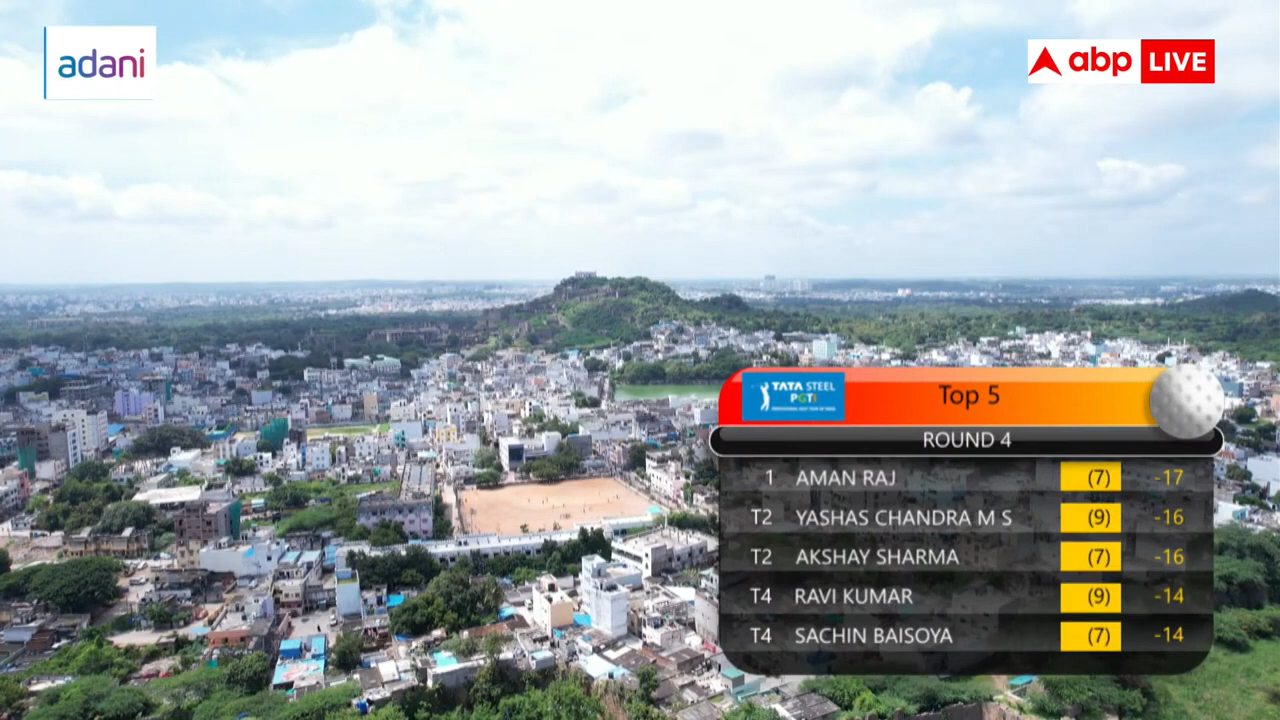 adani
abp LIVE
TATA STEEL
PGTI
Top 5
ROUND 4
1 AMAN RAJ (7) -17
T2 YASHAS CHANDRA M S (9) -16
T2 AKSHAY SHARMA (7) -16
T4 RAVI KUMAR (9) -14
T4 SACHIN BAISOYA (7) -14